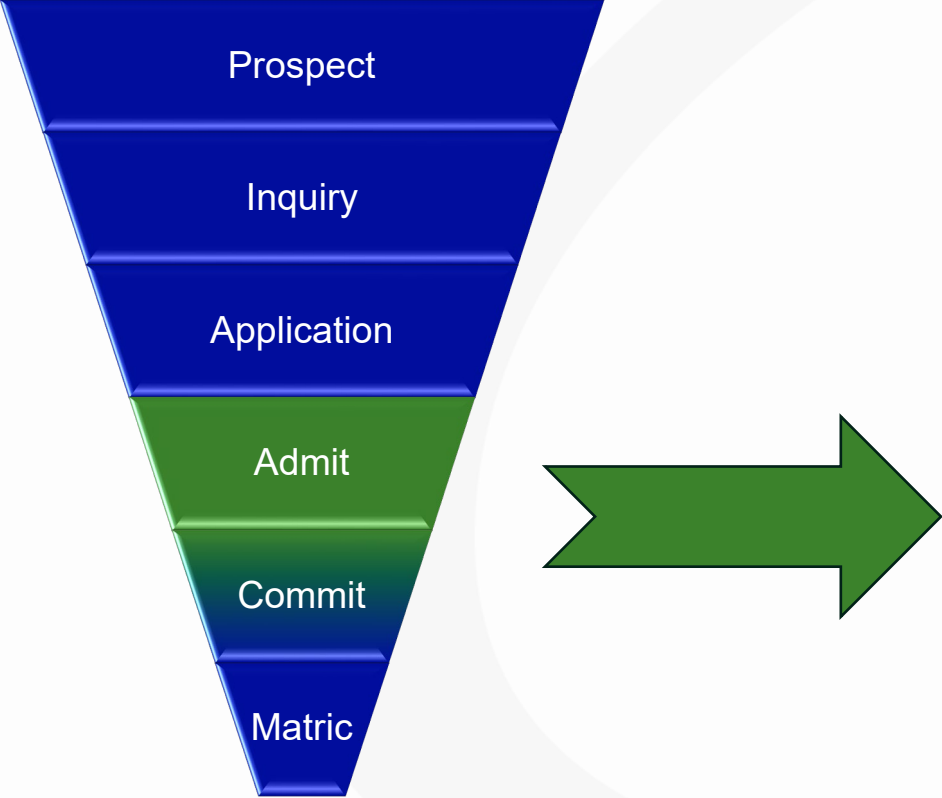 Prospect
Inquiry
Application
Admit
Commit
Matric